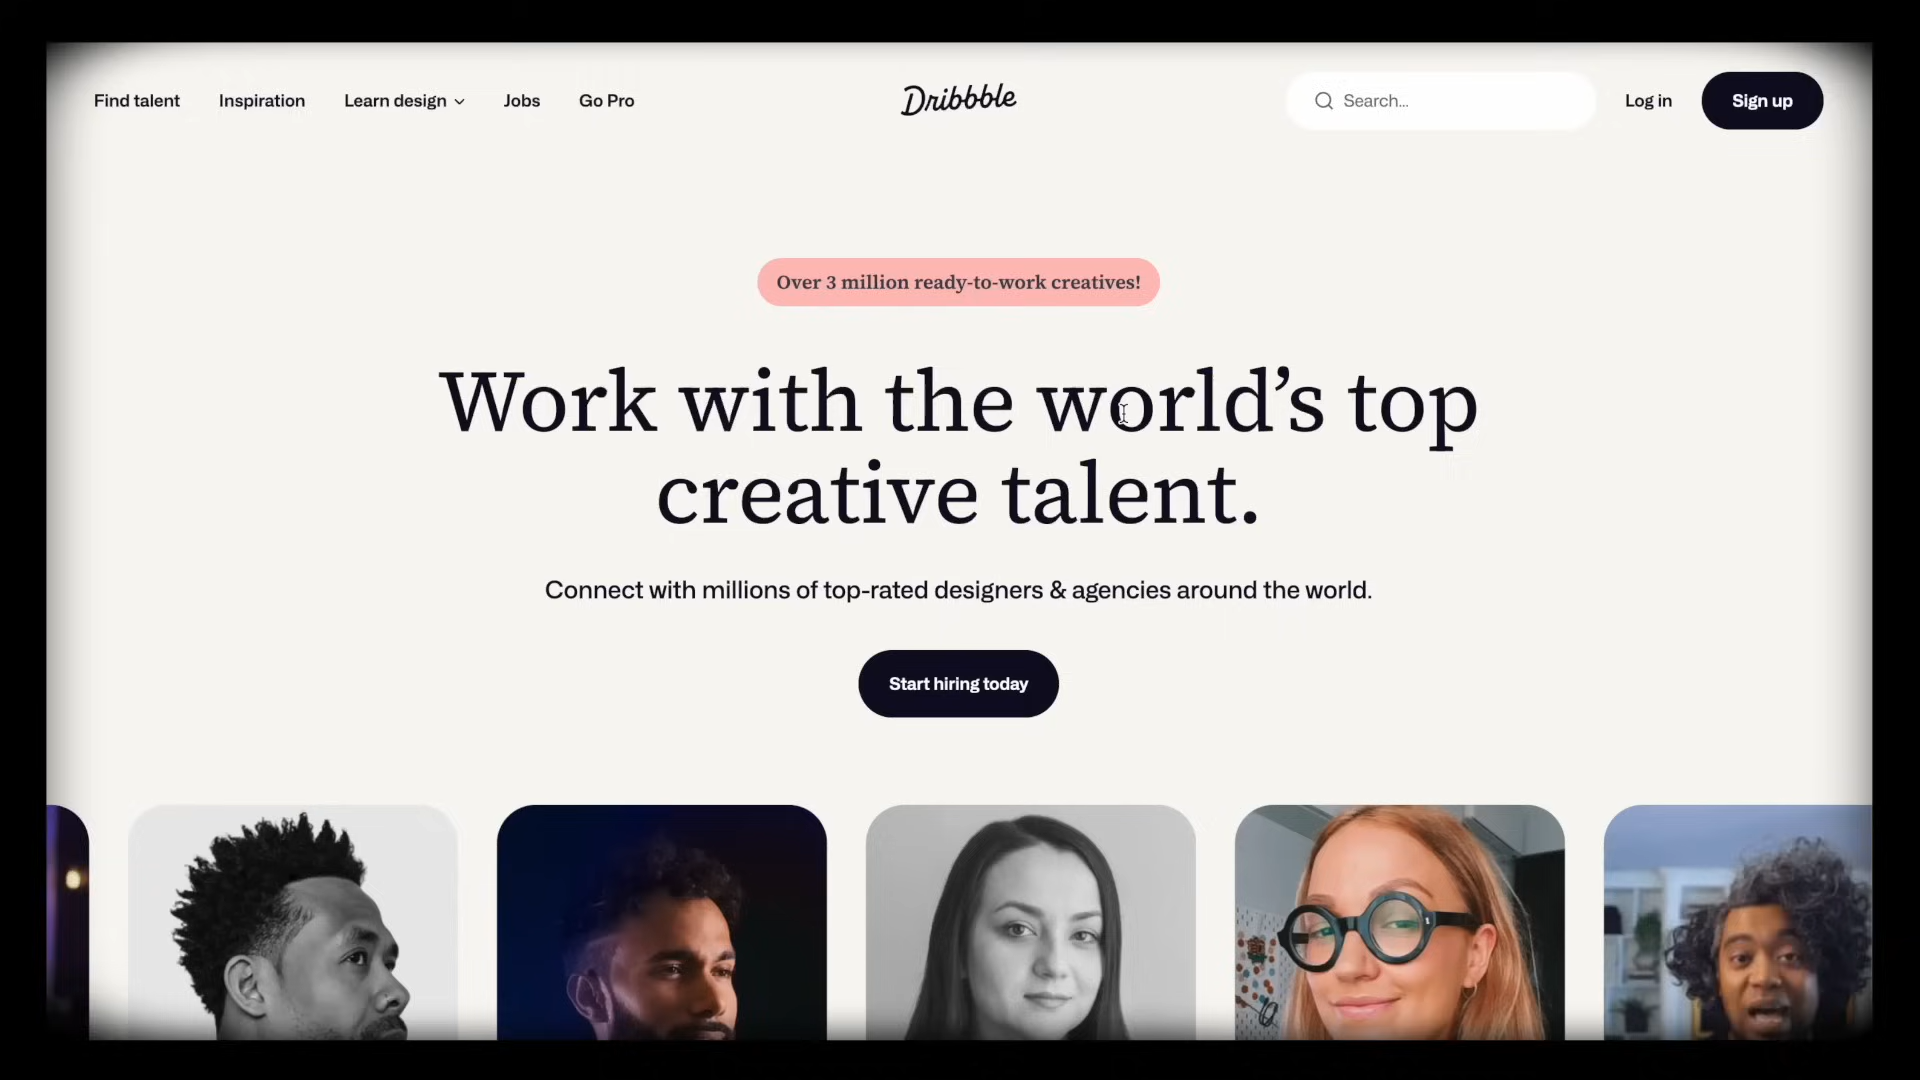 Find talent
Inspiration
Learn design
Jobs
Go Pro
Dribbble
Search...
Log in
Sign up
Over 3 million ready-to-work creatives!
Work with the world’s top
creative talent.
Connect with millions of top-rated designers & agencies around the world.
Start hiring today